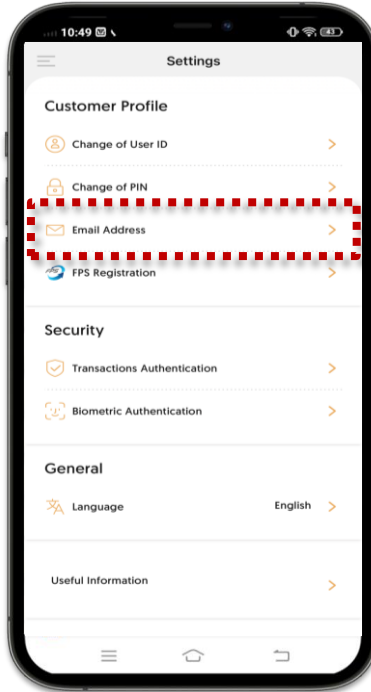 10:49
43
Settings
Customer Profile
Change of User ID
Change of PIN
Email Address
FPS Registration
Security
Transactions Authentication
Biometric Authentication
General
Language English
Useful Information